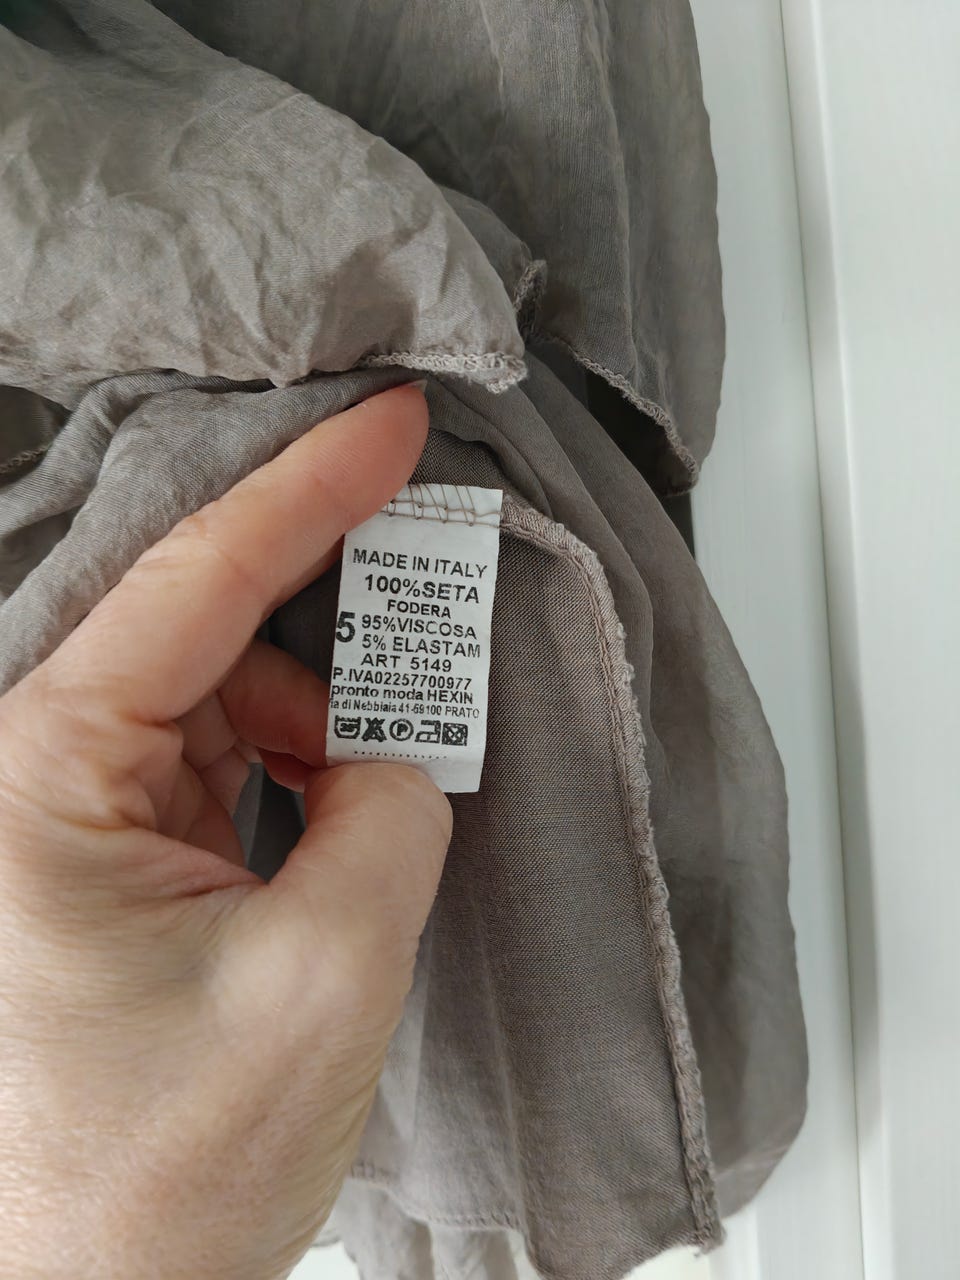 MADE IN ITALY
100%SETA
FODERA
5 95%VISCOSA
5% ELASTAM
ART 5149
P.IVA02257700977
pronto moda HEXIN
ia di Nebbiaia 41-59100 PRATO
P